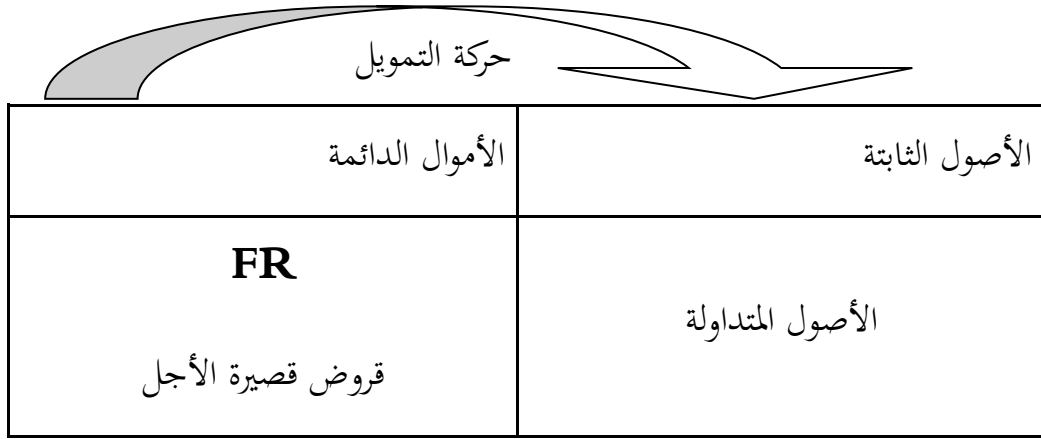 حركة التمويل
الأصول الثابتة
الأموال الدائمة
الأصول المتداولة
FR
قروض قصيرة الأجل